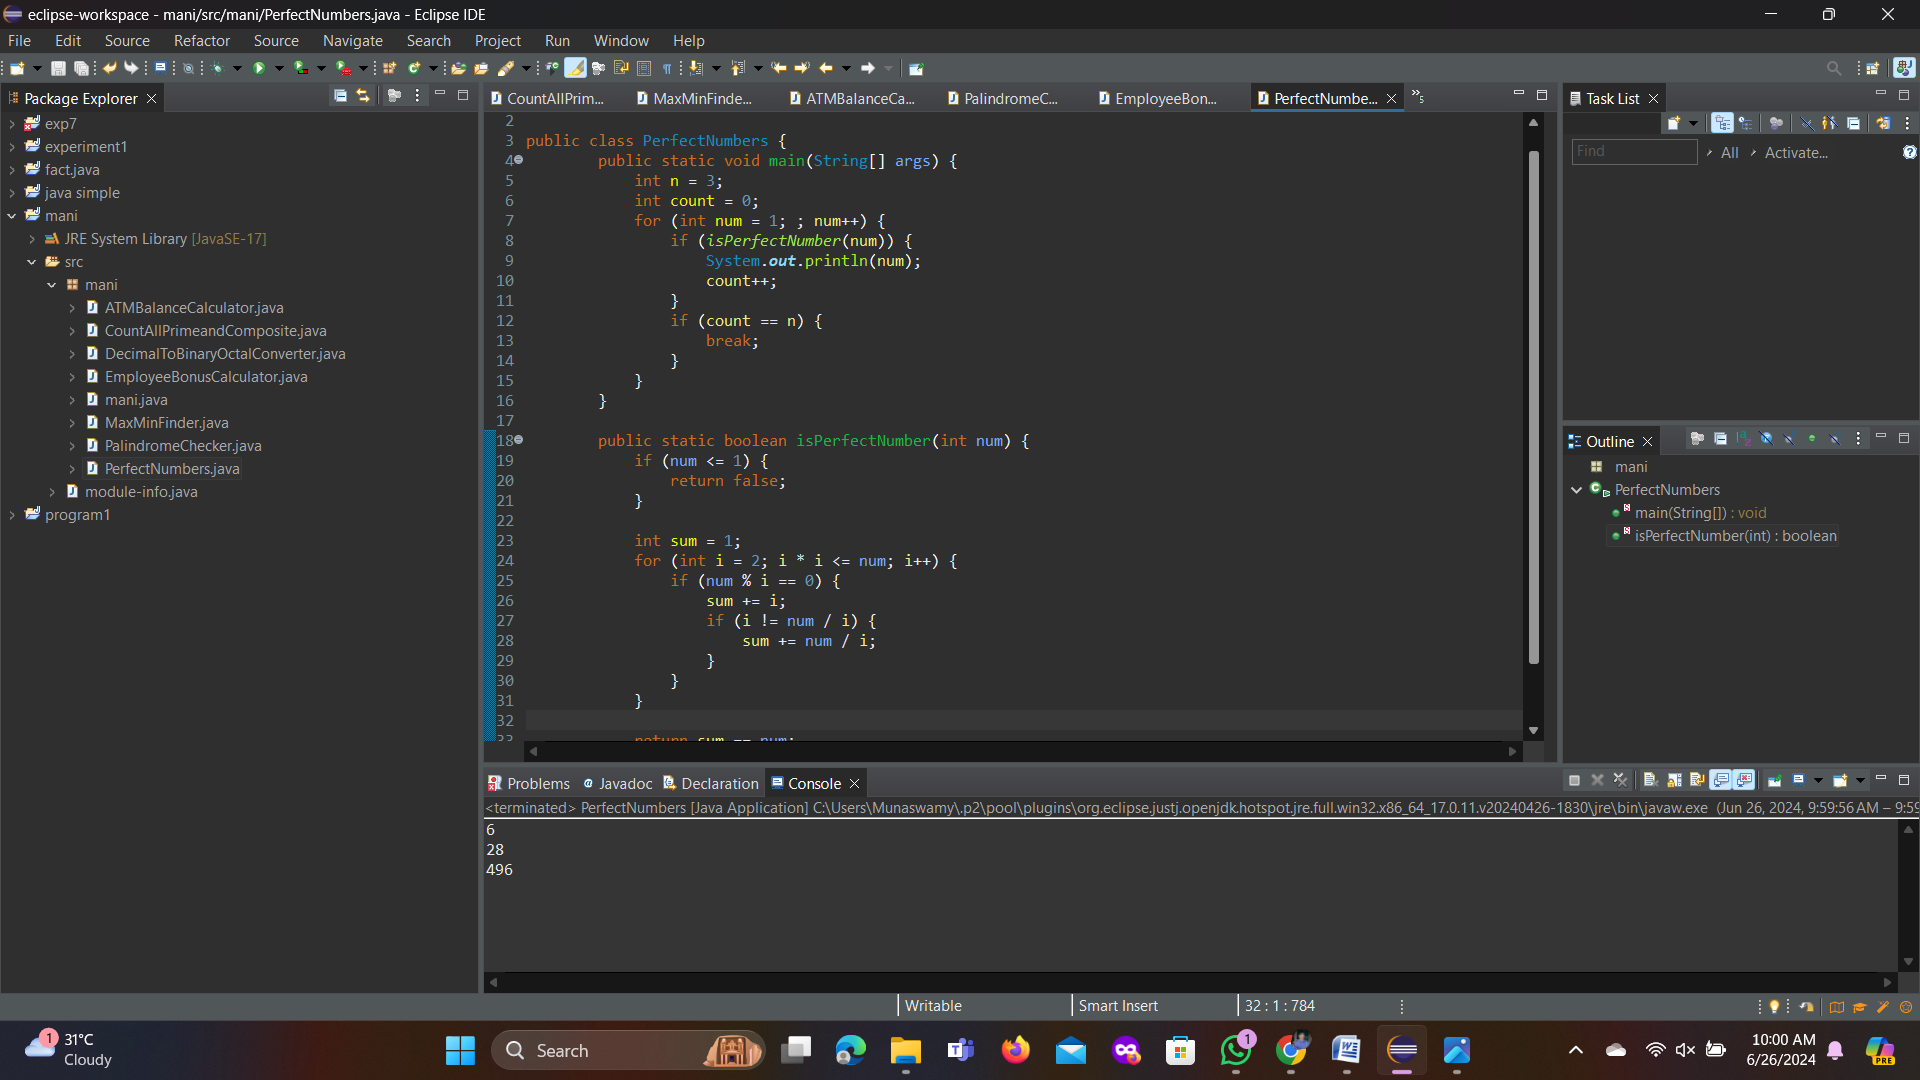 eclipse-workspace - mani/src/mani/PerfectNumbers.java - Eclipse IDE
File Edit Source Refactor Source Navigate Search Project Run Window Help
Package Explorer
exp7
experiment1
fact.java
java simple
mani
JRE System Library [JavaSE-17]
src
mani
ATMBalanceCalculator.java
CountAllPrimeandComposite.java
DecimalToBinaryOctalConverter.java
EmployeeBonusCalculator.java
mani.java
MaxMinFinder.java
PalindromeChecker.java
PerfectNumbers.java
module-info.java
program1
CountAllPrim... MaxMinFinde... ATMBalanceCa... PalindromeC... EmployeeBon... PerfectNumbe... 5
2
3 public class PerfectNumbers {
4 public static void main(String[] args) {
5 int n = 3;
6 int count = 0;
7 for (int num = 1; ; num++) {
8 if (isPerfectNumber(num)) {
9 System.out.println(num);
10 count++;
11 }
12 if (count == n) {
13 break;
14 }
15 }
16 }
17
18 public static boolean isPerfectNumber(int num) {
19 if (num <= 1) {
20 return false;
21 }
22
23 int sum = 1;
24 for (int i = 2; i * i <= num; i++) {
25 if (num % i == 0) {
26 sum += i;
27 if (i != num / i) {
28 sum += num / i;
29 }
30 }
31 }
32
33 return sum == num;
Task List
Find All Activate...
Outline
mani
PerfectNumbers
main(String[]) : void
isPerfectNumber(int) : boolean
Problems Javadoc Declaration Console
<terminated> PerfectNumbers [Java Application] C:\Users\Munaswamy\.p2\pool\plugins\org.eclipse.justj.openjdk.hotspot.jre.full.win32.x86_64_17.0.11.v20240426-1830\jre\bin\javaw.exe (Jun 26, 2024, 9:59:56 AM – 9:59
6
28
496
Writable Smart Insert 32 : 1 : 784
1
31°C
Cloudy
Search
1
10:00 AM
6/26/2024
PRE